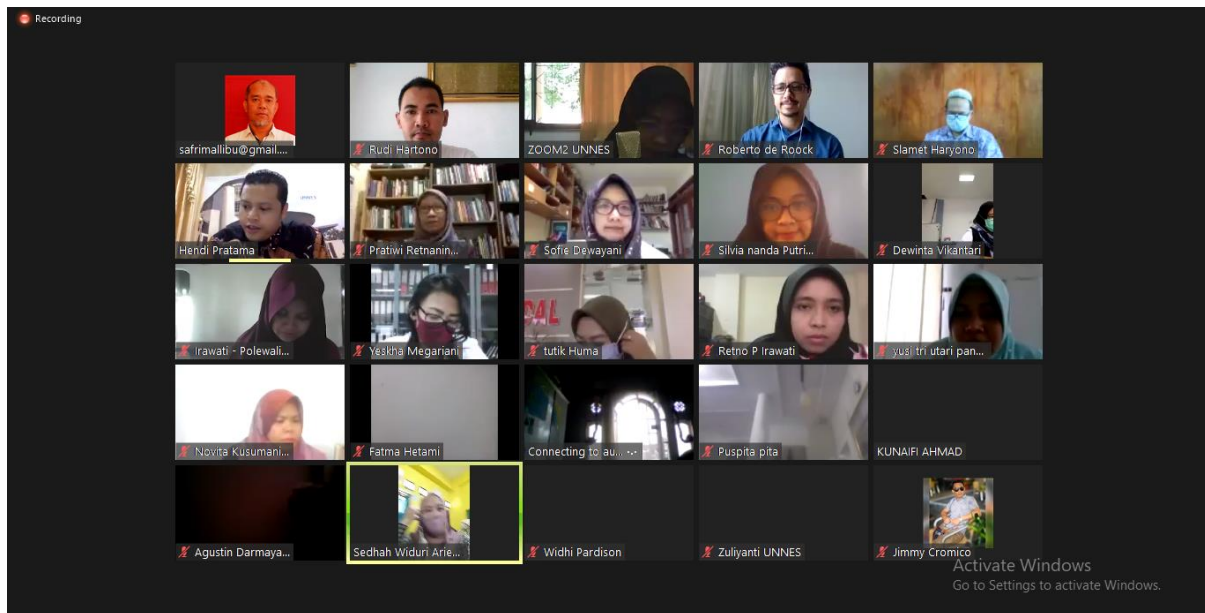 Recording
safrimallibu@gmail....
Rudi Hartono
ZOOM2 UNNES
Roberto de Roock
Slamet Haryono
Hendi Pratama
Pratiwi Retnanin...
Sofie Dewayani
Silvia nanda Putri...
Dewinta Vikantari
Irawati - Polewali...
Yeskha Megariani
tutik Huma
Retno P Irawati
yusi tri utari pan...
Novita Kusumani...
Fatma Hetami
Connecting to au...
Puspita pita
KUNAIFI AHMAD
Agustin Darmaya...
Sedhah Widuri Arie...
Widhi Pardison
Zuliyanti UNNES
Jimmy Cromico
Activate Windows
Go to Settings to activate Windows.